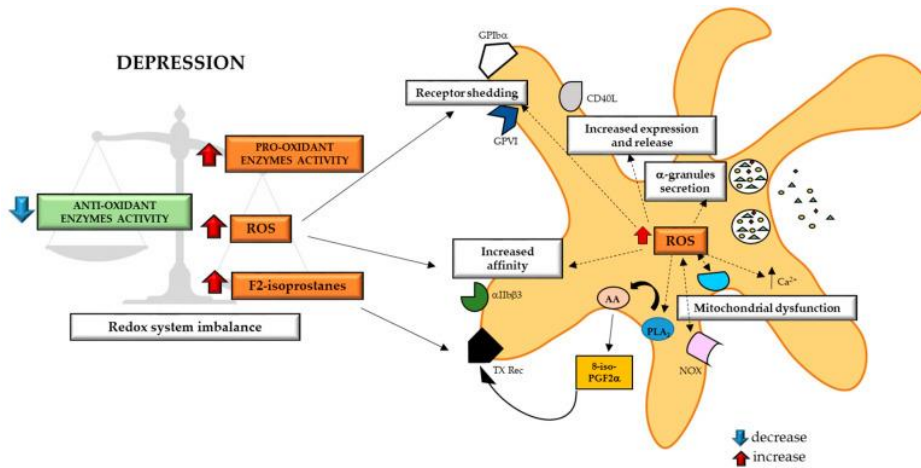 DEPRESSION
PRO-OXIDANT
ENZYMES ACTIVITY
ANTI-OXIDANT
ENZYMES ACTIVITY
ROS
F2-isoprostanes
Redox system imbalance
GPIbα
Receptor shedding
GPVI
CD40L
Increased expression
and release
α-granules
secretion
Increased
affinity
ROS
Ca2+
αIIbβ3
AA
Mitochondrial dysfunction
PLA2
TX Rec
8-iso-
PGF2α
NOX
decrease
increase